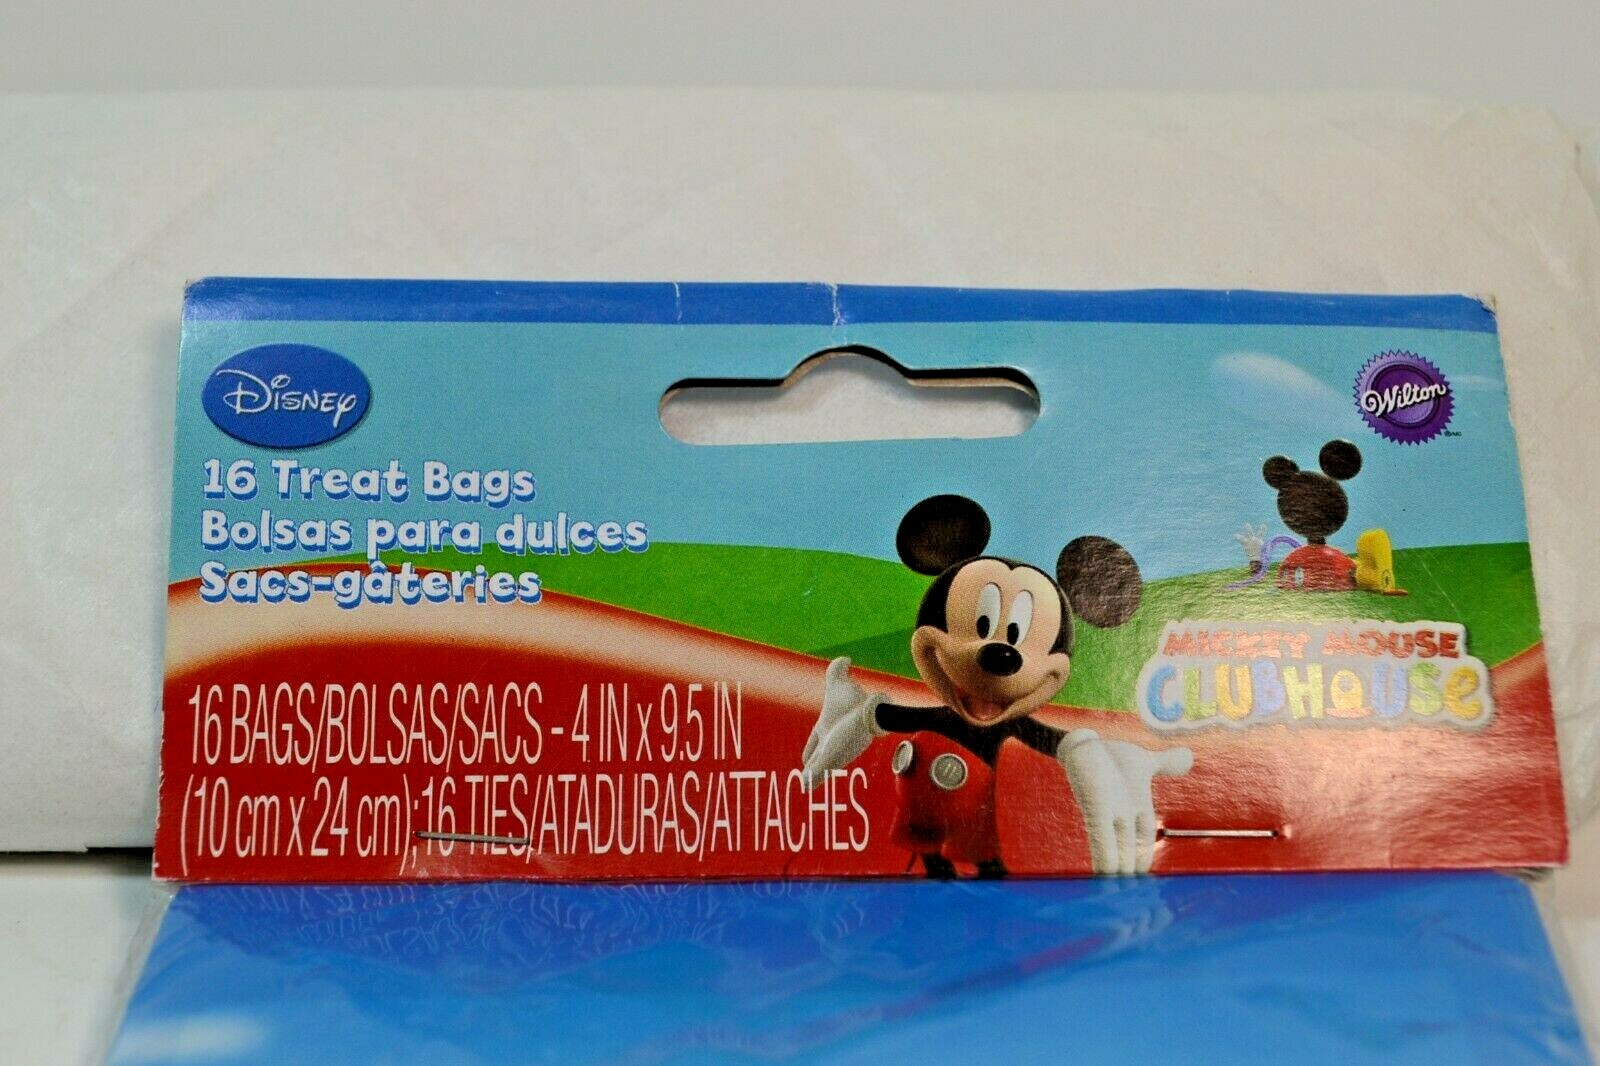 Disney
Wilton
16 Treat Bags
Bolsas para dulces
Sacs-gâteries
MICKEY MOUSE
CLUBHOUSE
16 BAGS/BOLSAS/SACS - 4 IN x 9.5 IN
(10 cm x 24 cm); 16 TIES/ATADURAS/ATTACHES